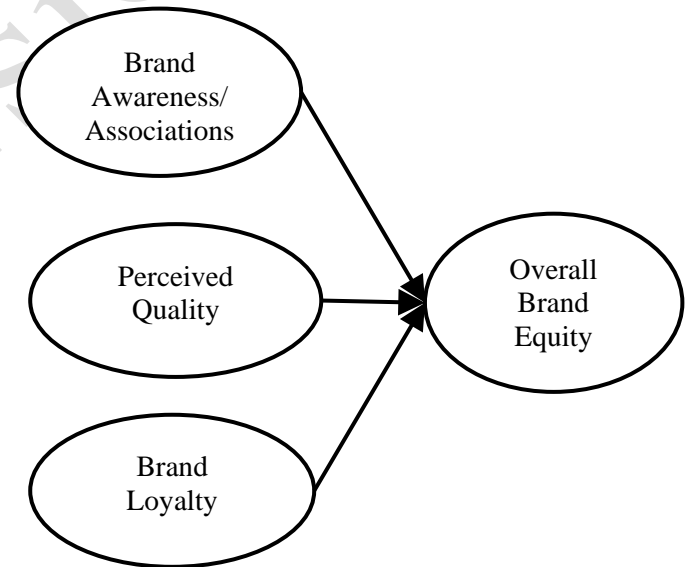 Brand
Awareness/
Associations
Perceived
Quality
Overall
Brand
Equity
Brand
Loyalty